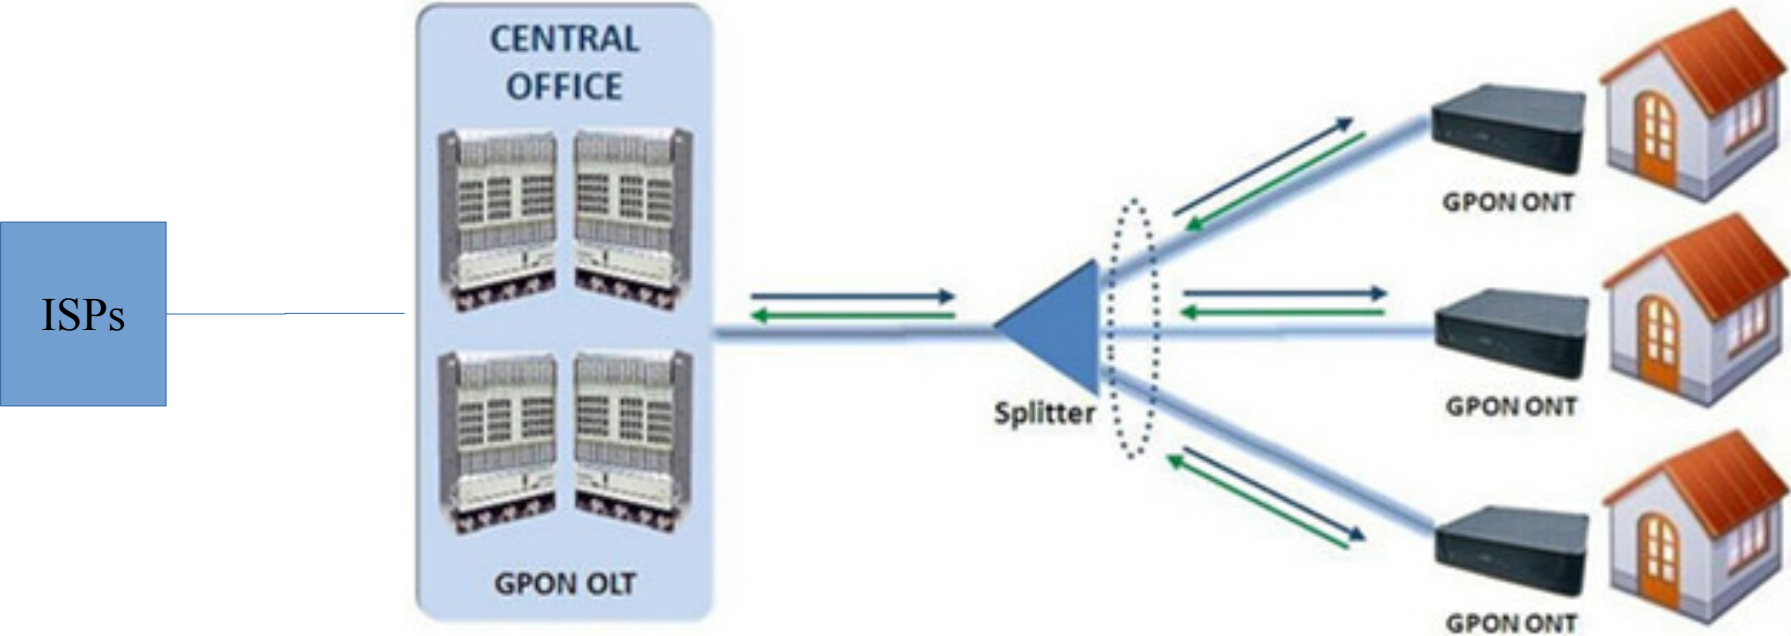 ISPs
CENTRAL
OFFICE
GPON OLT
Splitter
GPON ONT
GPON ONT
GPON ONT